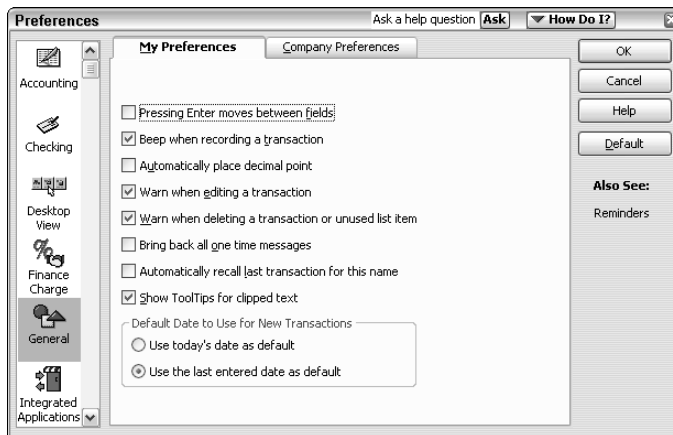 Preferences
Ask a help question Ask How Do I?
Accounting
Checking
Desktop
View
Finance
Charge
General
Integrated
Applications
My Preferences
Company Preferences
Pressing Enter moves between fields
Beep when recording a transaction
Automatically place decimal point
Warn when editing a transaction
Warn when deleting a transaction or unused list item
Bring back all one time messages
Automatically recall last transaction for this name
Show ToolTips for clipped text
Default Date to Use for New Transactions
Use today's date as default
Use the last entered date as default
OK
Cancel
Help
Default
Also See:
Reminders